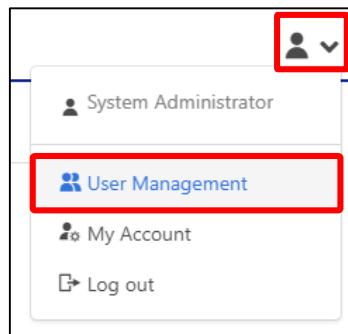 System Administrator
User Management
My Account
Log out